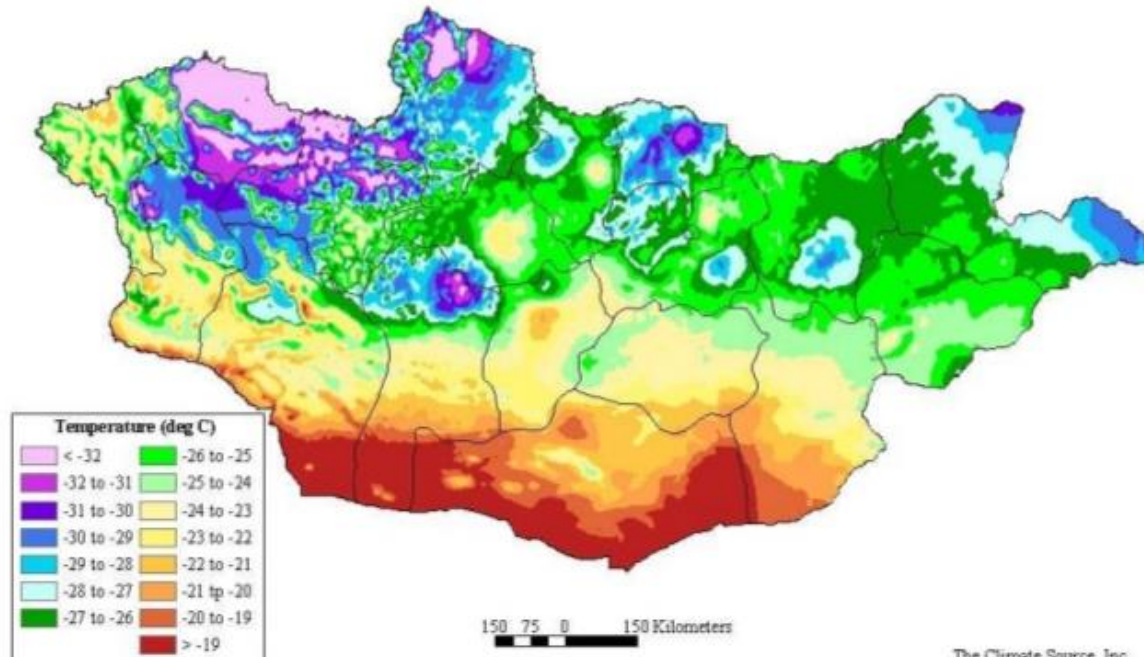 Temperature (deg C)
< -32
-32 to -31
-31 to -30
-30 to -29
-29 to -28
-28 to -27
-27 to -26
-26 to -25
-25 to -24
-24 to -23
-23 to -22
-22 to -21
-21 tp -20
-20 to -19
> -19
150 75 0 150 Kilometers
The Climate Source, Inc